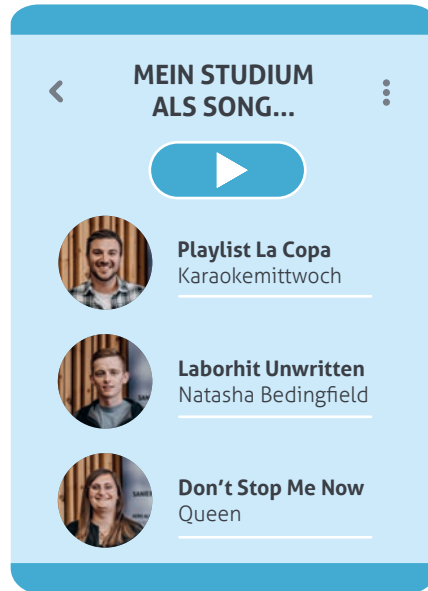 MEIN STUDIUM
ALS SONG...
Playlist La Copa
Karaokemittwoch
Laborhit Unwritten
Natasha Bedingfield
Don't Stop Me Now
Queen